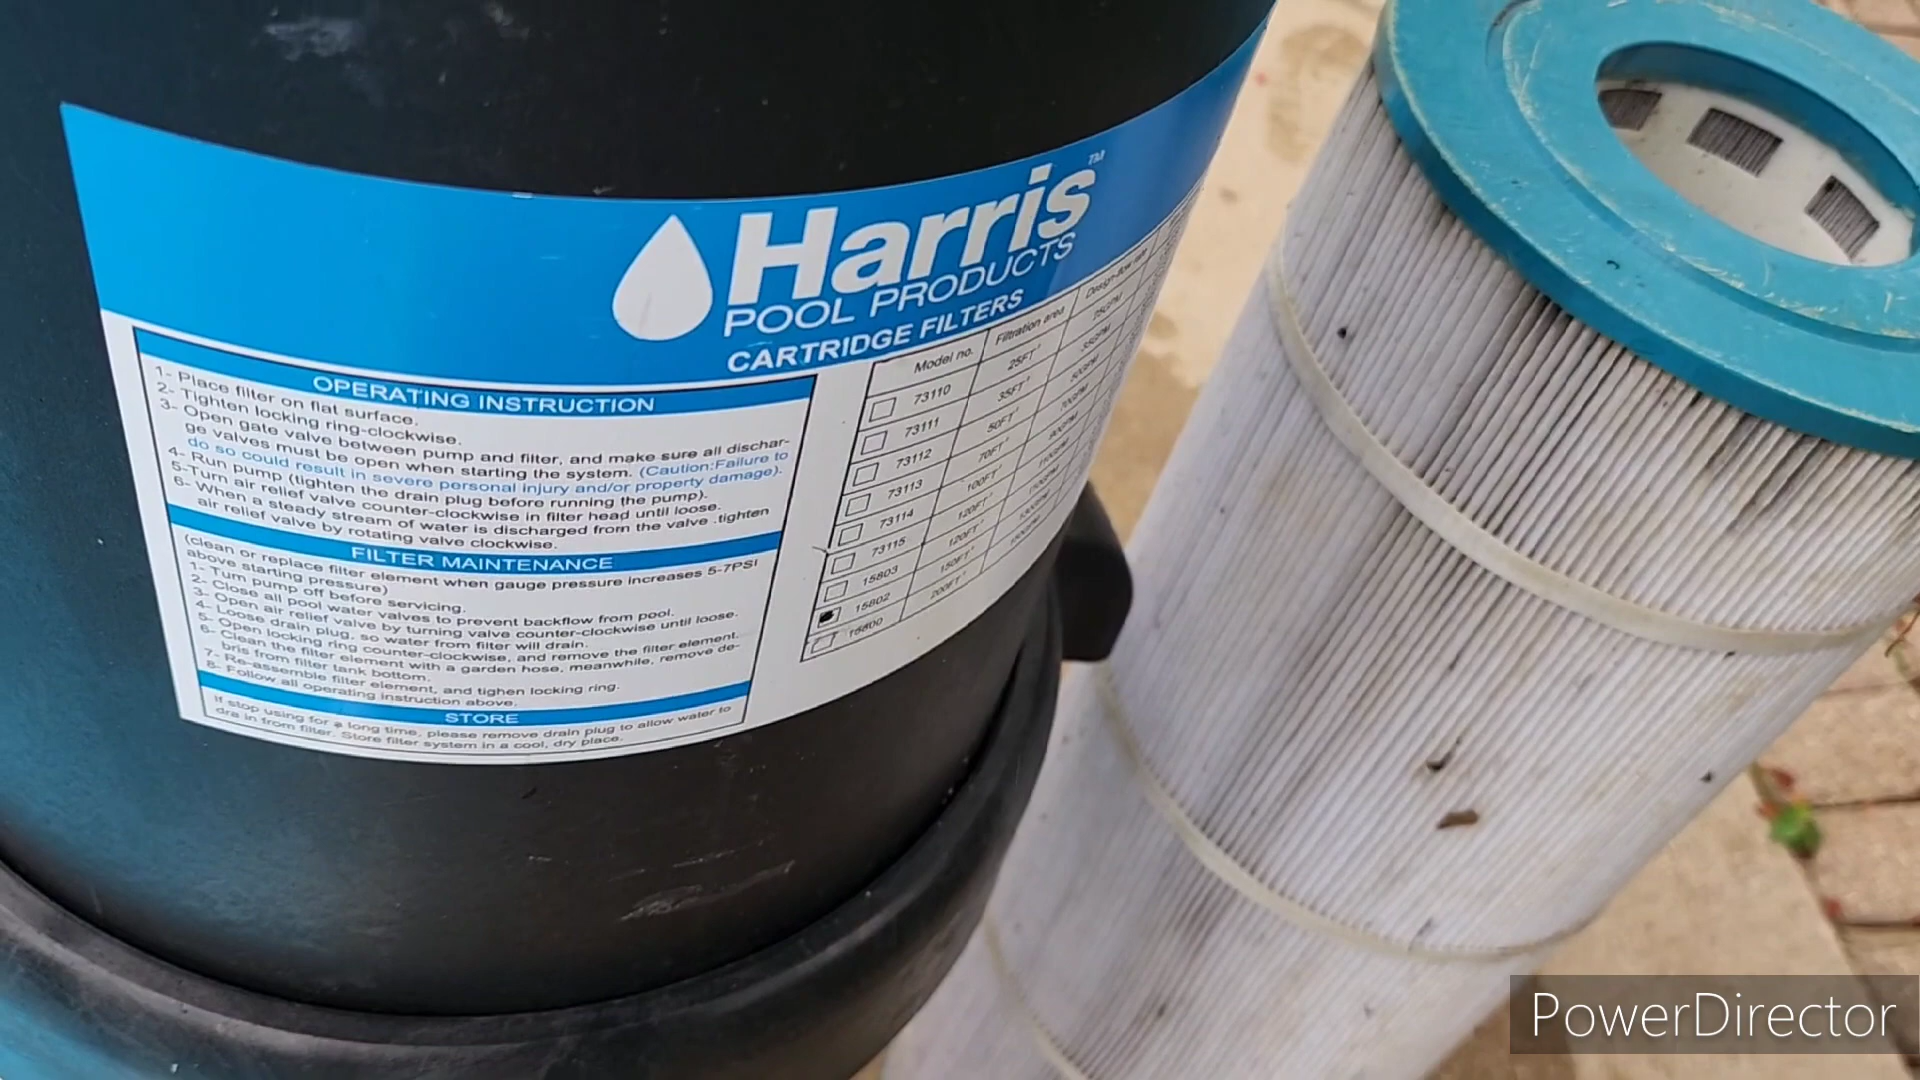 Harris™
POOL PRODUCTS
CARTRIDGE FILTERS
OPERATING INSTRUCTION
1- Place filter on flat surface.
2- Tighten locking ring-clockwise.
3- Open gate valve between pump and filter, and make sure all dischar-
ge valves must be open when starting the system. (Caution:Failure to
do so could result in severe personal injury and/or property damage).
4- Run pump (tighten the drain plug before running the pump).
5-Turn air relief valve counter-clockwise in filter head until loose.
6- When a steady stream of water is discharged from the valve .tighten
air relief valve by rotating valve clockwise.
FILTER MAINTENANCE
(clean or replace filter element when gauge pressure increases 5-7PSI
above starting pressure)
1- Turn pump off before servicing.
2- Close all pool water valves to prevent backflow from pool.
3- Open air relief valve by turning valve counter-clockwise until loose.
4- Loose drain plug, so water from filter will drain.
5- Open locking ring counter-clockwise, and remove the filter element.
6- Clean the filter element with a garden hose, meanwhile, remove de-
bris from filter tank bottom.
7- Re-assemble filter element, and tighen locking ring.
8- Follow all operating instruction above.
STORE
If stop using for a long time, please remove drain plug to allow water to
dra in from filter. Store filter system in a cool, dry place.
Model no. Filtration area Design flow rate
73110 25FT² 25GPM
73111 35FT² 35GPM
73112 50FT² 50GPM
73113 70FT² 70GPM
73114 100FT²
73115 120FT²
15803 120FT²
15802 150FT²
15800 200FT²
PowerDirector